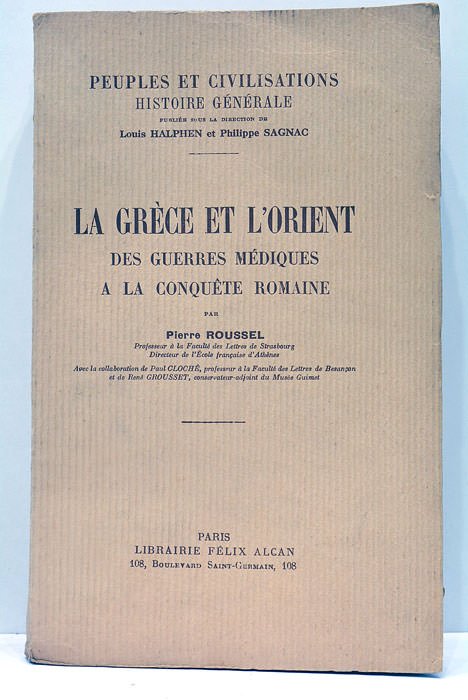 PEUPLES ET CIVILISATIONS
HISTOIRE GÉNÉRALE
PUBLIÉE SOUS LA DIRECTION DE
Louis HALPHEN et Philippe SAGNAC
LA GRÈCE ET L'ORIENT
DES GUERRES MÉDIQUES
A LA CONQUÊTE ROMAINE
PAR
Pierre ROUSSEL
Professeur à la Faculté des Lettres de Strasbourg
Directeur de l'École française d'Athènes
Avec la collaboration de Paul CLOCHÉ, professeur à la Faculté des Lettres de Besançon
et de René GROUSSET, conservateur-adjoint du Musée Guimet
PARIS
LIBRAIRIE FÉLIX ALCAN
108, BOULEVARD SAINT-GERMAIN, 108